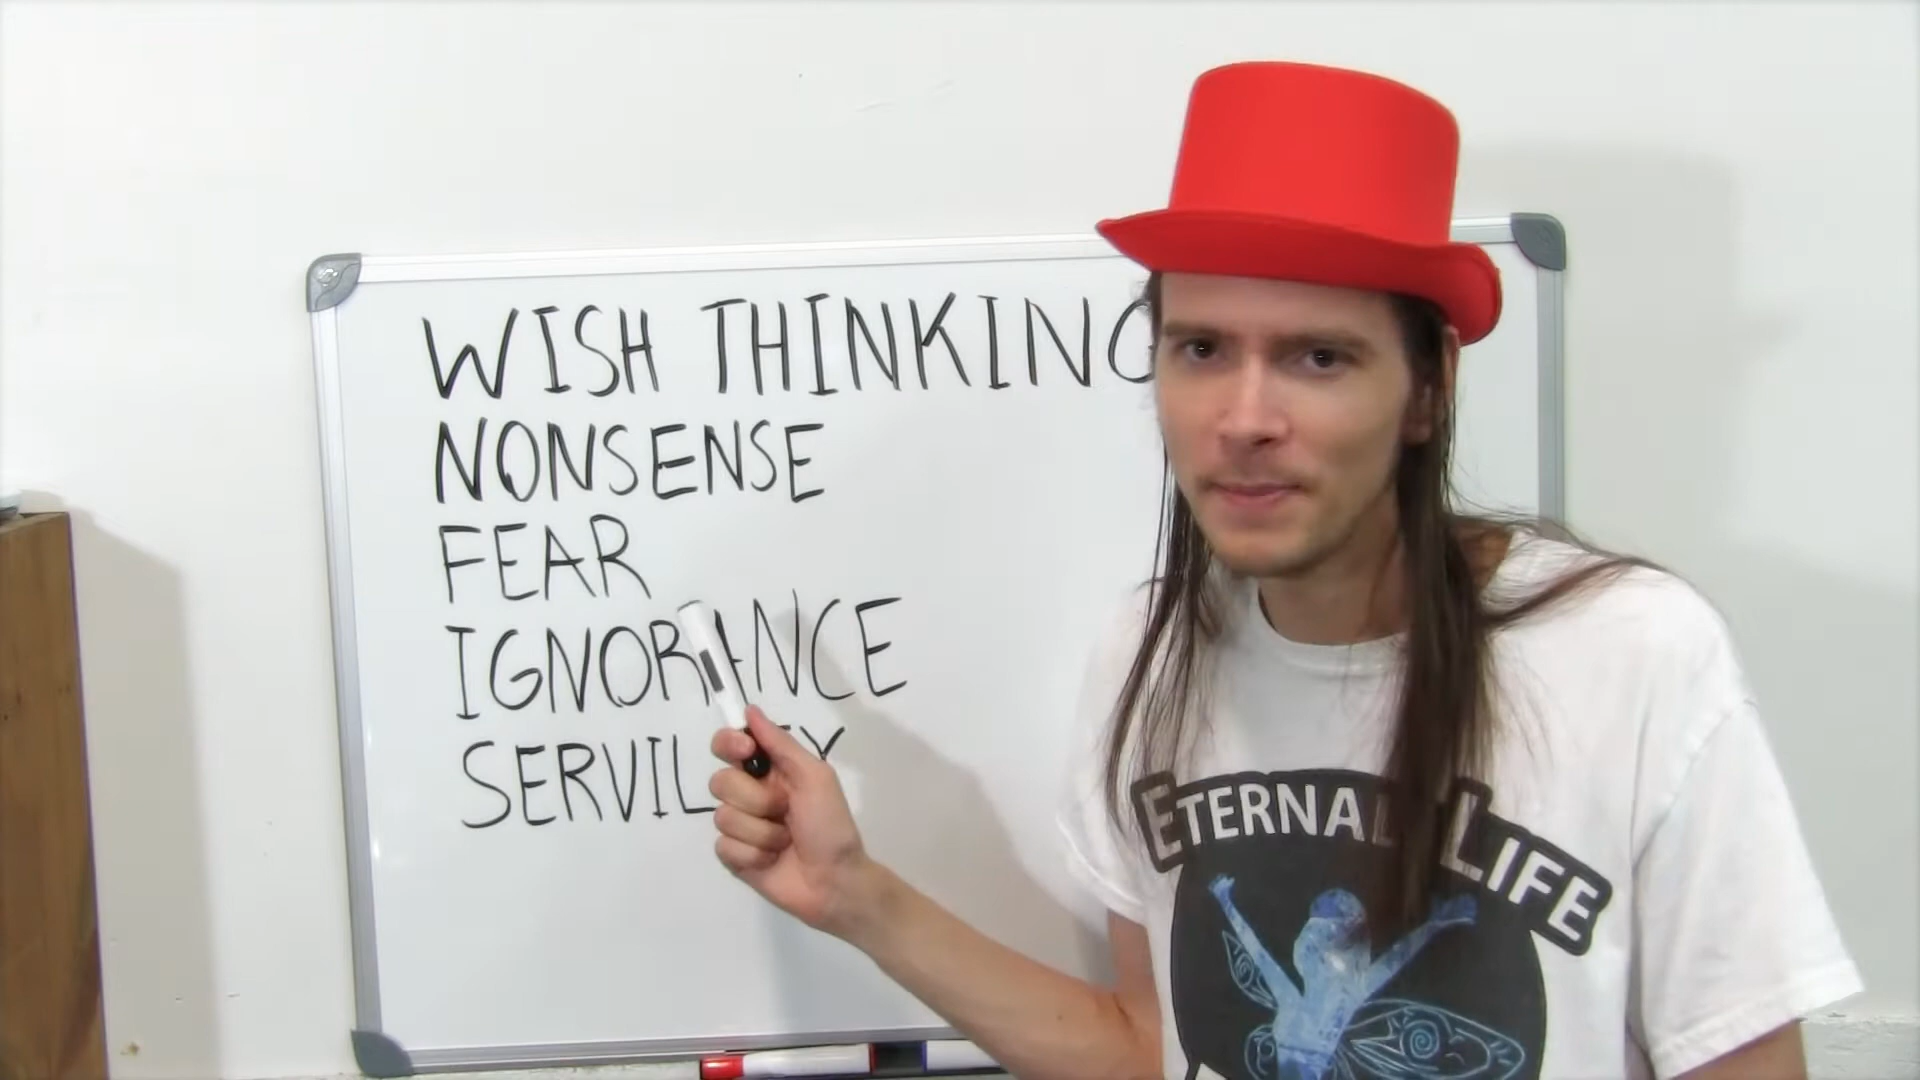 WISH THINKING
NONSENSE
FEAR
IGNORANCE
ETERNAL LIFE